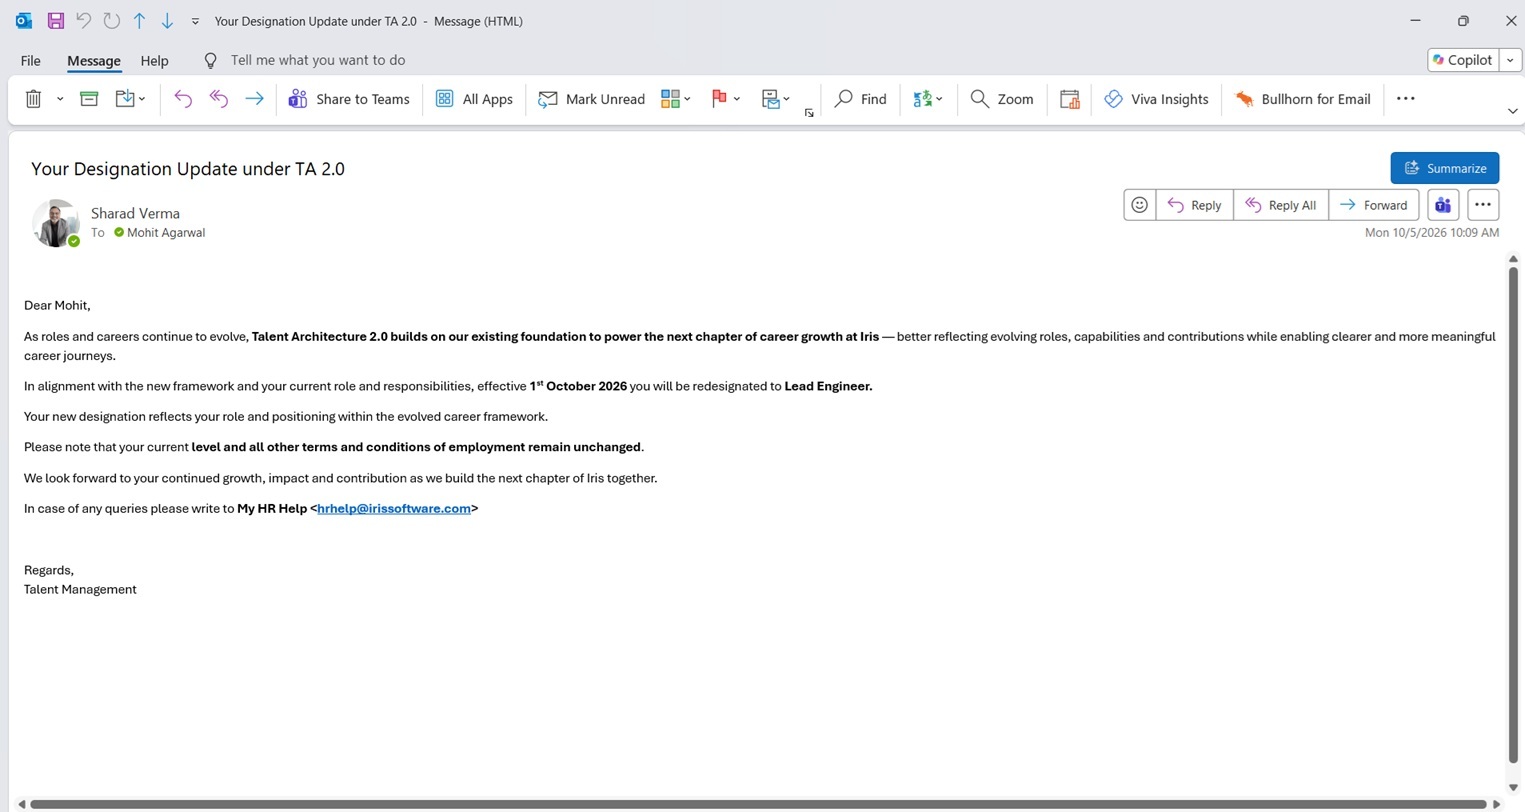 Your Designation Update under TA 2.0 - Message (HTML)
File Message Help Tell me what you want to do Copilot
Share to Teams All Apps Mark Unread Find Zoom Viva Insights Bullhorn for Email
Your Designation Update under TA 2.0
Summarize
Sharad Verma
To Mohit Agarwal
Reply Reply All Forward
Mon 10/5/2026 10:09 AM
Dear Mohit,
As roles and careers continue to evolve, Talent Architecture 2.0 builds on our existing foundation to power the next chapter of career growth at Iris — better reflecting evolving roles, capabilities and contributions while enabling clearer and more meaningful
career journeys.
In alignment with the new framework and your current role and responsibilities, effective 1st October 2026 you will be redesignated to Lead Engineer.
Your new designation reflects your role and positioning within the evolved career framework.
Please note that your current level and all other terms and conditions of employment remain unchanged.
We look forward to your continued growth, impact and contribution as we build the next chapter of Iris together.
In case of any queries please write to My HR Help <hrhelp@irissoftware.com>
Regards,
Talent Management